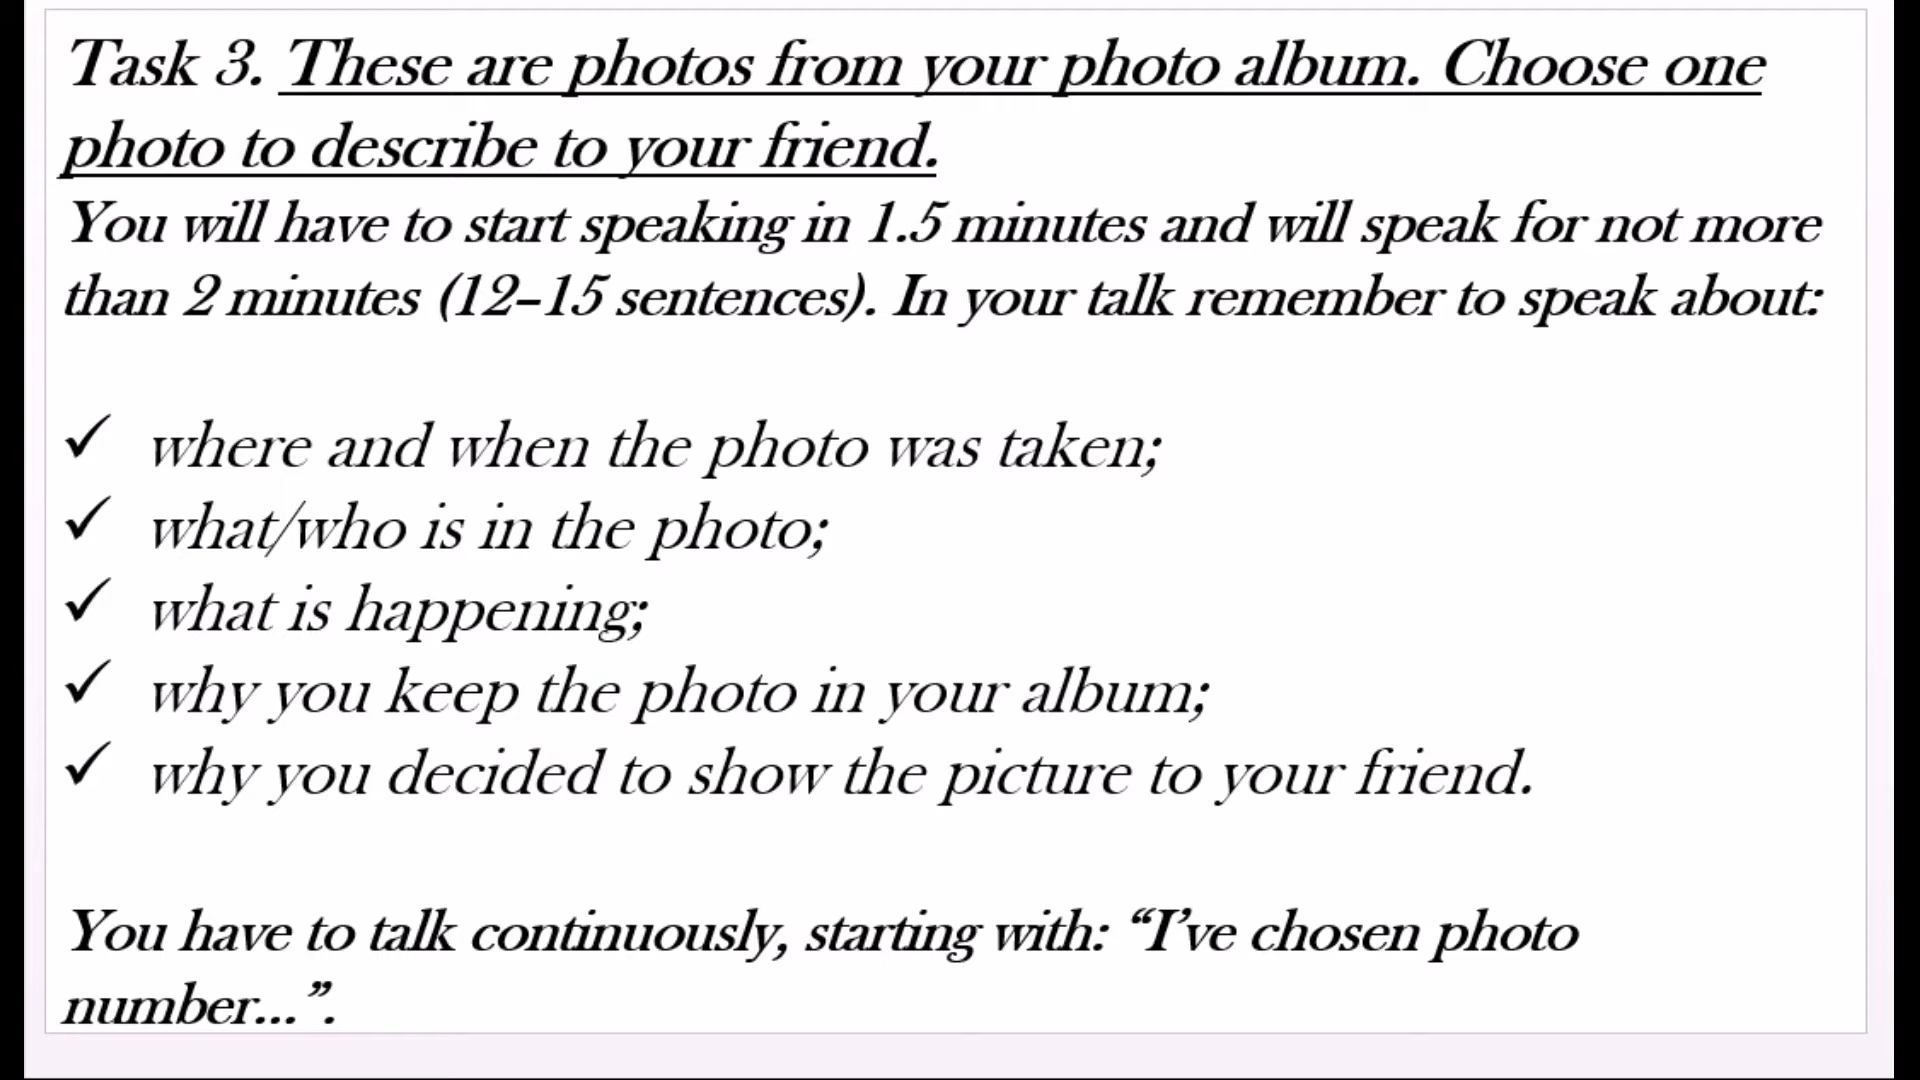 Task 3. These are photos from your photo album. Choose one
photo to describe to your friend.
You will have to start speaking in 1.5 minutes and will speak for not more
than 2 minutes (12–15 sentences). In your talk remember to speak about:
✓ where and when the photo was taken;
✓ what/who is in the photo;
✓ what is happening;
✓ why you keep the photo in your album;
✓ why you decided to show the picture to your friend.
You have to talk continuously, starting with: “I’ve chosen photo
number...”.